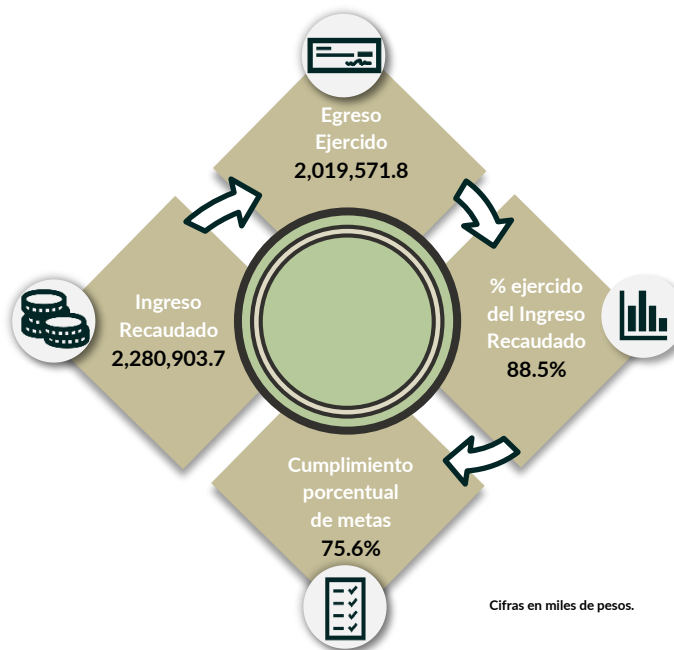 Egreso
Ejercido
2,019,571.8
Ingreso
Recaudado
2,280,903.7
% ejercido
del Ingreso
Recaudado
88.5%
Cumplimiento
porcentual
de metas
75.6%
Cifras en miles de pesos.